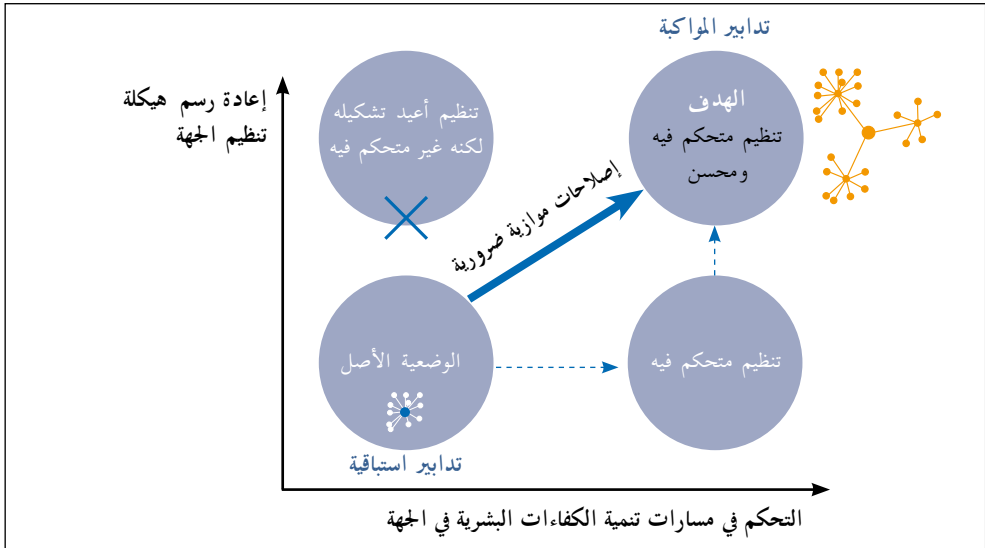 تدابير المواكبة
إعادة رسم هيكلة
تنظيم الجهة
تنظيم أعيد تشكيله
لكنه غير متحكم فيه
الهدف
تنظيم متحكم فيه
ومحسن
إصلاحات موازية ضرورية
الوضعية الأصل
تنظيم متحكم فيه
تدابير استباقية
التحكم في مسارات تنمية الكفاءات البشرية في الجهة